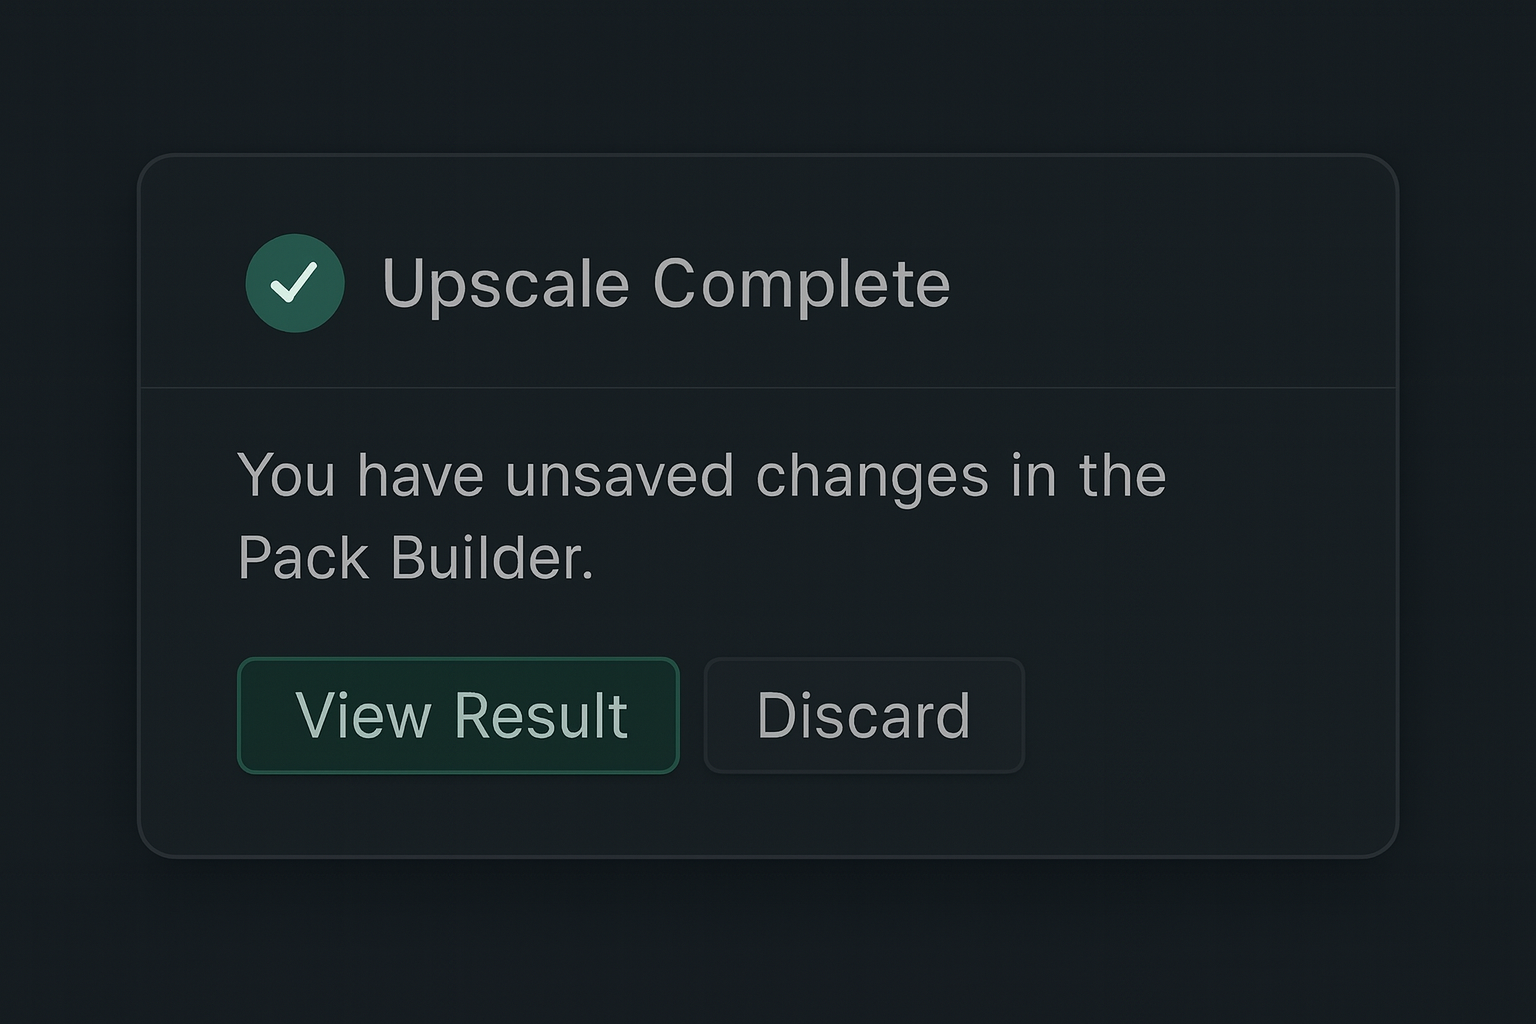 Upscale Complete
You have unsaved changes in the
Pack Builder.
View Result
Discard